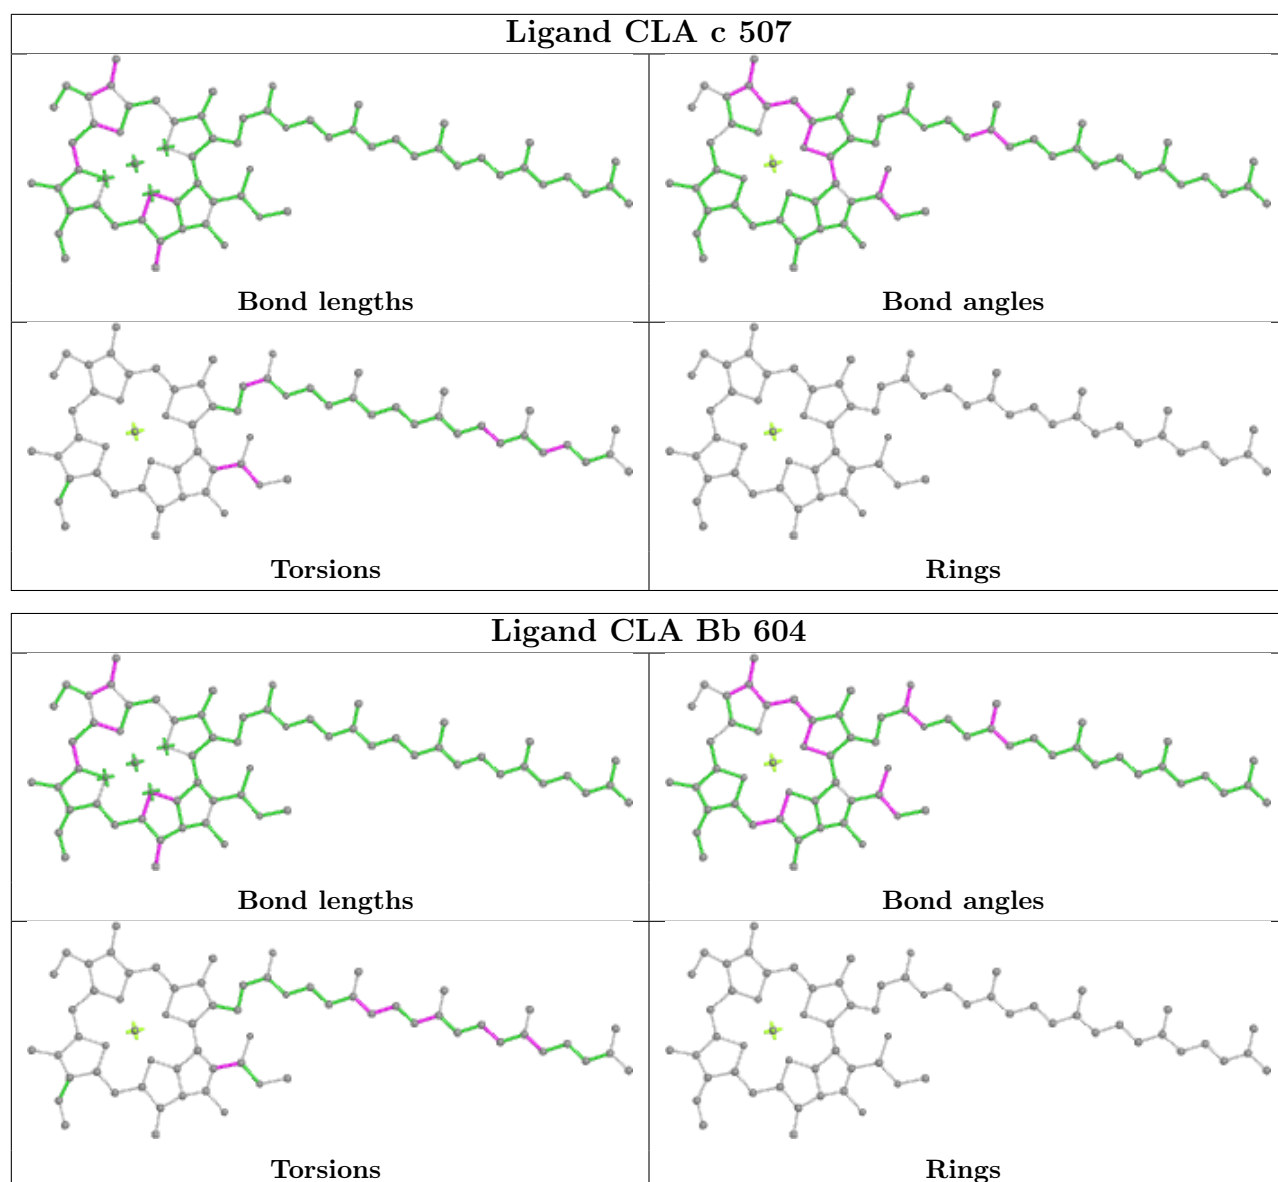 Ligand CLA c 507
Bond lengths
Bond angles
Torsions
Rings
Ligand CLA Bb 604
Bond lengths
Bond angles
Torsions
Rings